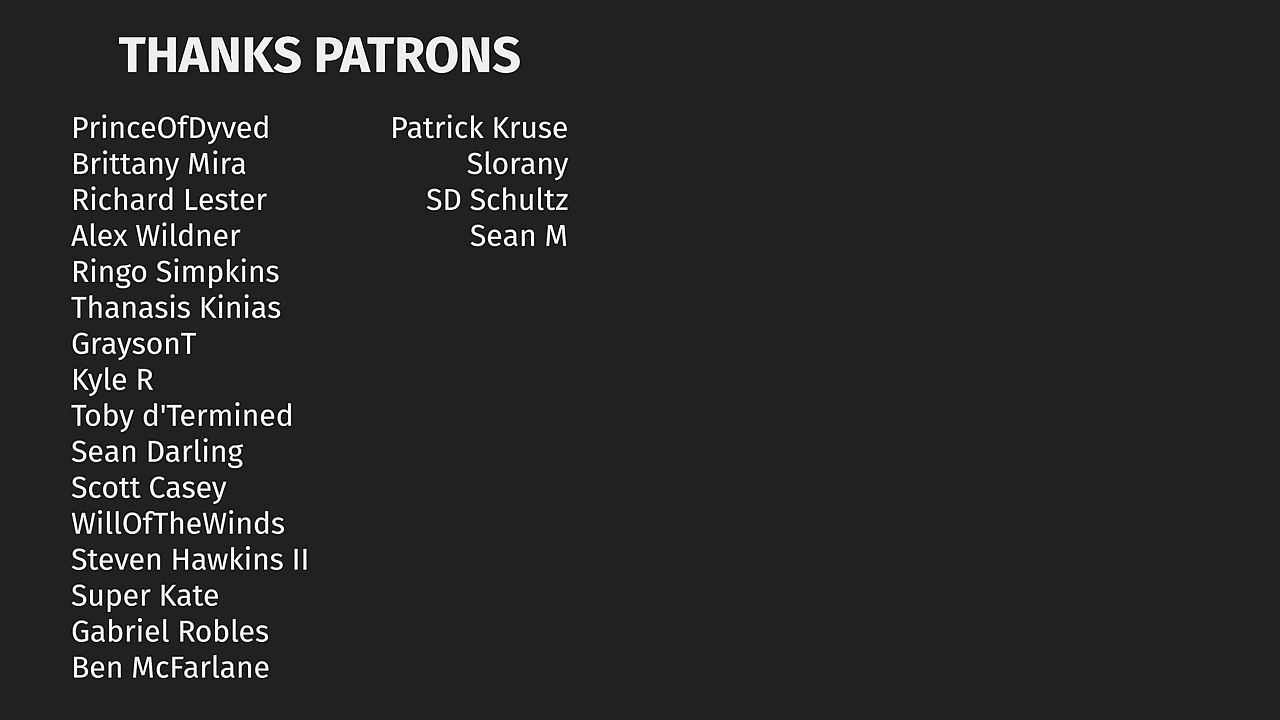 THANKS PATRONS
PrinceOfDyved
Brittany Mira
Richard Lester
Alex Wildner
Ringo Simpkins
Thanasis Kinias
GraysonT
Kyle R
Toby d'Termined
Sean Darling
Scott Casey
WillOfTheWinds
Steven Hawkins II
Super Kate
Gabriel Robles
Ben McFarlane
Patrick Kruse
Slorany
SD Schultz
Sean M